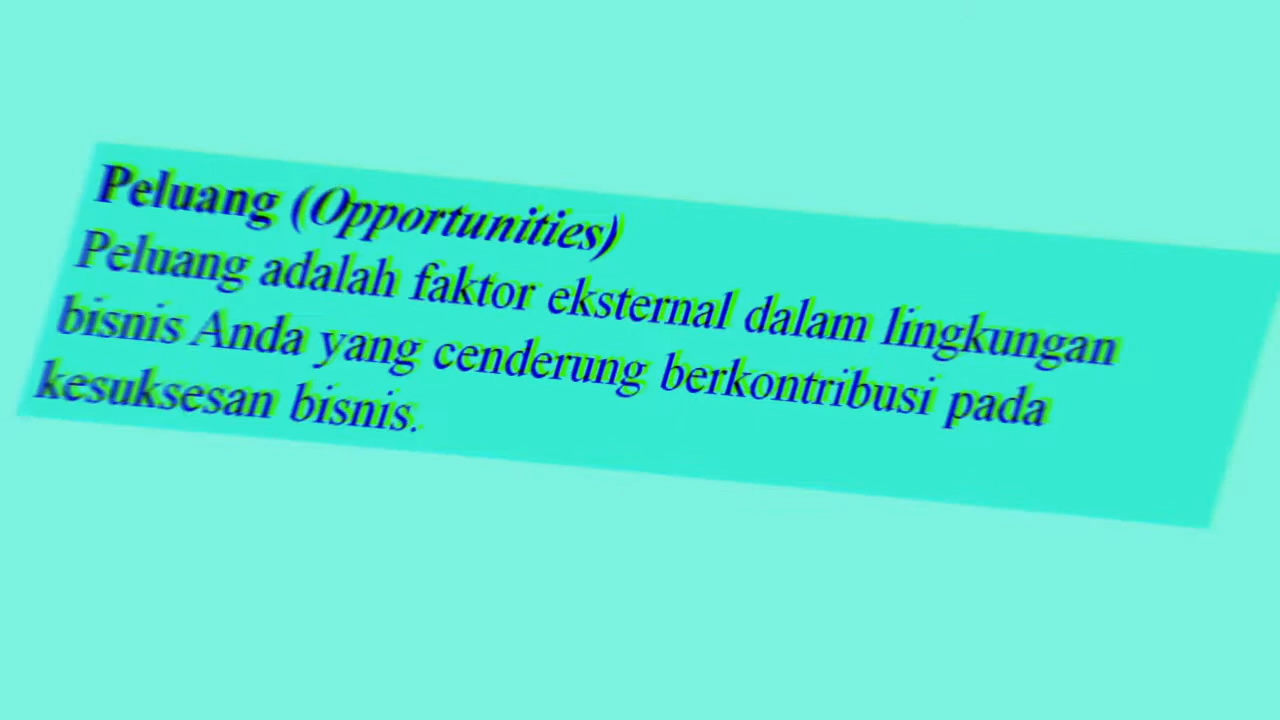 Peluang (Opportunities)
Peluang adalah faktor eksternal dalam lingkungan
bisnis Anda yang cenderung berkontribusi pada
kesuksesan bisnis.